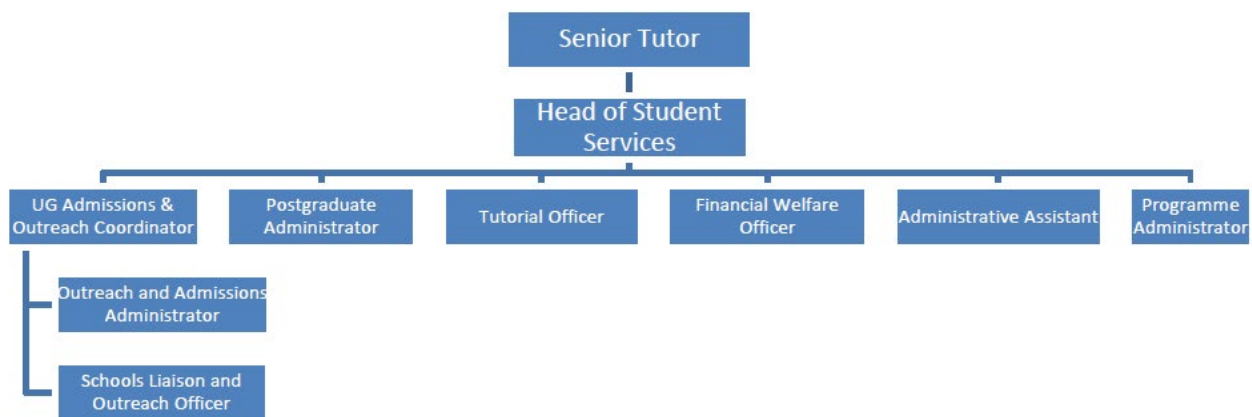 Senior Tutor
Head of Student
Services
UG Admissions &
Outreach Coordinator
Postgraduate
Administrator
Tutorial Officer
Financial Welfare
Officer
Administrative Assistant
Programme
Administrator
Outreach and Admissions
Administrator
Schools Liaison and
Outreach Officer